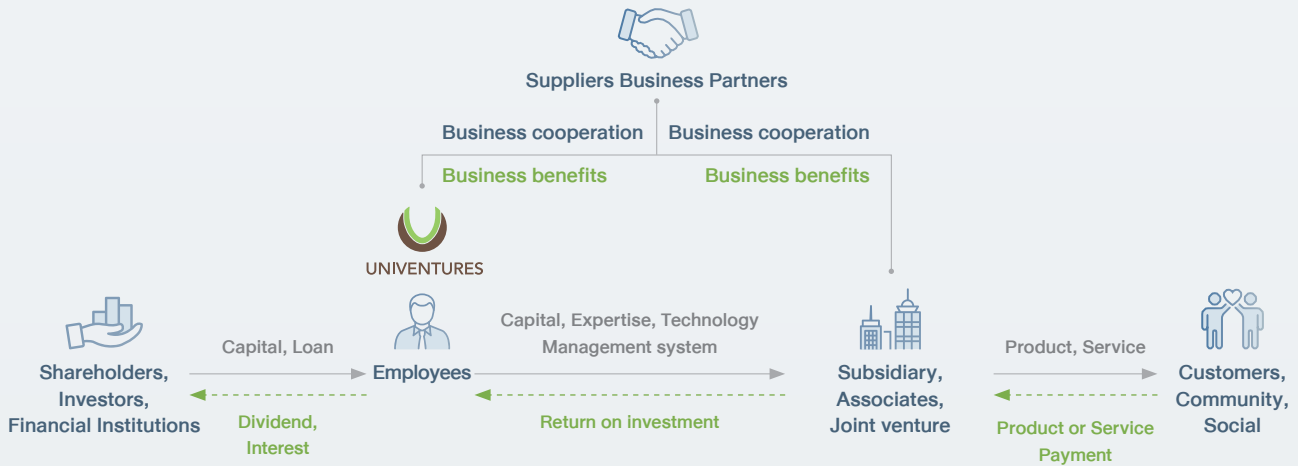 Suppliers Business Partners
Business cooperation
Business cooperation
Business benefits
Business benefits
UNIVENTURES
Shareholders,
Investors,
Financial Institutions
Capital, Loan
Dividend,
Interest
Employees
Capital, Expertise, Technology
Management system
Return on investment
Subsidiary,
Associates,
Joint venture
Product, Service
Product or Service
Payment
Customers,
Community,
Social